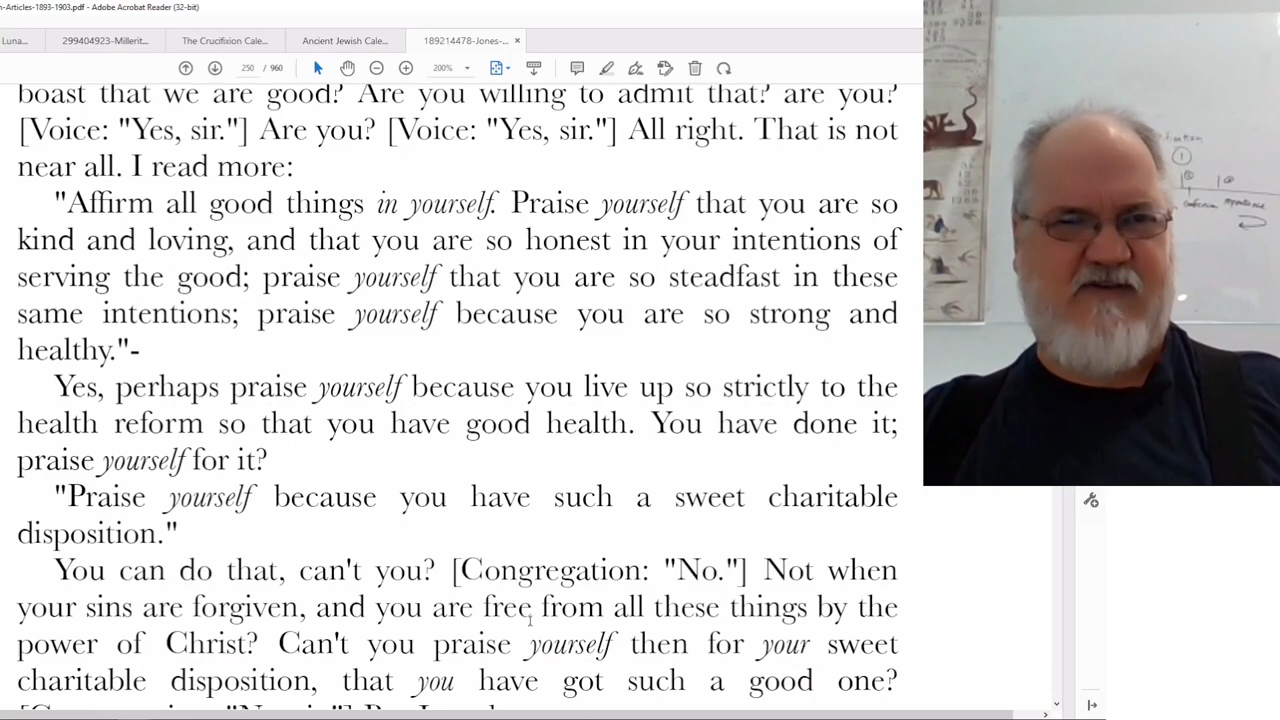 n-Articles-1893-1903.pdf - Adobe Acrobat Reader (32-bit)
Luna... 299404923-Millerit... The Crucifixion Cale... Ancient Jewish Cale... 189214478-Jones-... ×
250 / 960 200%
boast that we are good? Are you willing to admit that? are you?
[Voice: "Yes, sir."] Are you? [Voice: "Yes, sir."] All right. That is not
near all. I read more:
"Affirm all good things in yourself. Praise yourself that you are so
kind and loving, and that you are so honest in your intentions of
serving the good; praise yourself that you are so steadfast in these
same intentions; praise yourself because you are so strong and
healthy."-
Yes, perhaps praise yourself because you live up so strictly to the
health reform so that you have good health. You have done it;
praise yourself for it?
"Praise yourself because you have such a sweet charitable
disposition."
You can do that, can't you? [Congregation: "No."] Not when
your sins are forgiven, and you are free from all these things by the
power of Christ? Can't you praise yourself then for your sweet
charitable disposition, that you have got such a good one?